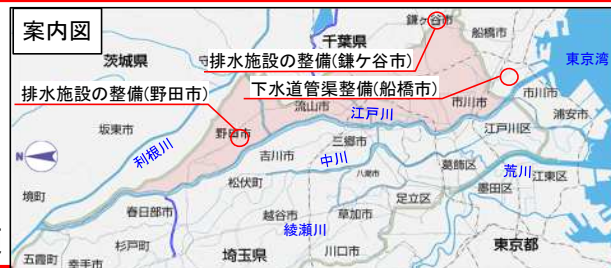 案内図
茨城県
守
千葉県
鎌ヶ谷市
船橋市
東京湾
排水施設の整備(鎌ケ谷市)
下水道管渠整備(船橋市)
排水施設の整備(野田市)
流山市
江戸川
市川市
市川市
浦安市
坂東市
野田市
利根川
吉川市
三郷市
中川
江戸川区
N
松伏町
八潮市
葛飾区
荒川
境町
春日部市
越谷市
草加市
足立区
墨田区
江東区
綾瀬川
五霞町
幸手市
杉戸町
埼玉県
川口市
東京都